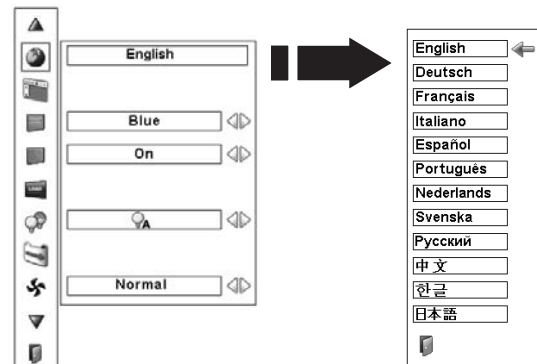 English
Blue
On
A
Normal
English
Deutsch
Français
Italiano
Español
Português
Nederlands
Svenska
Русский
中文
한글
日本語